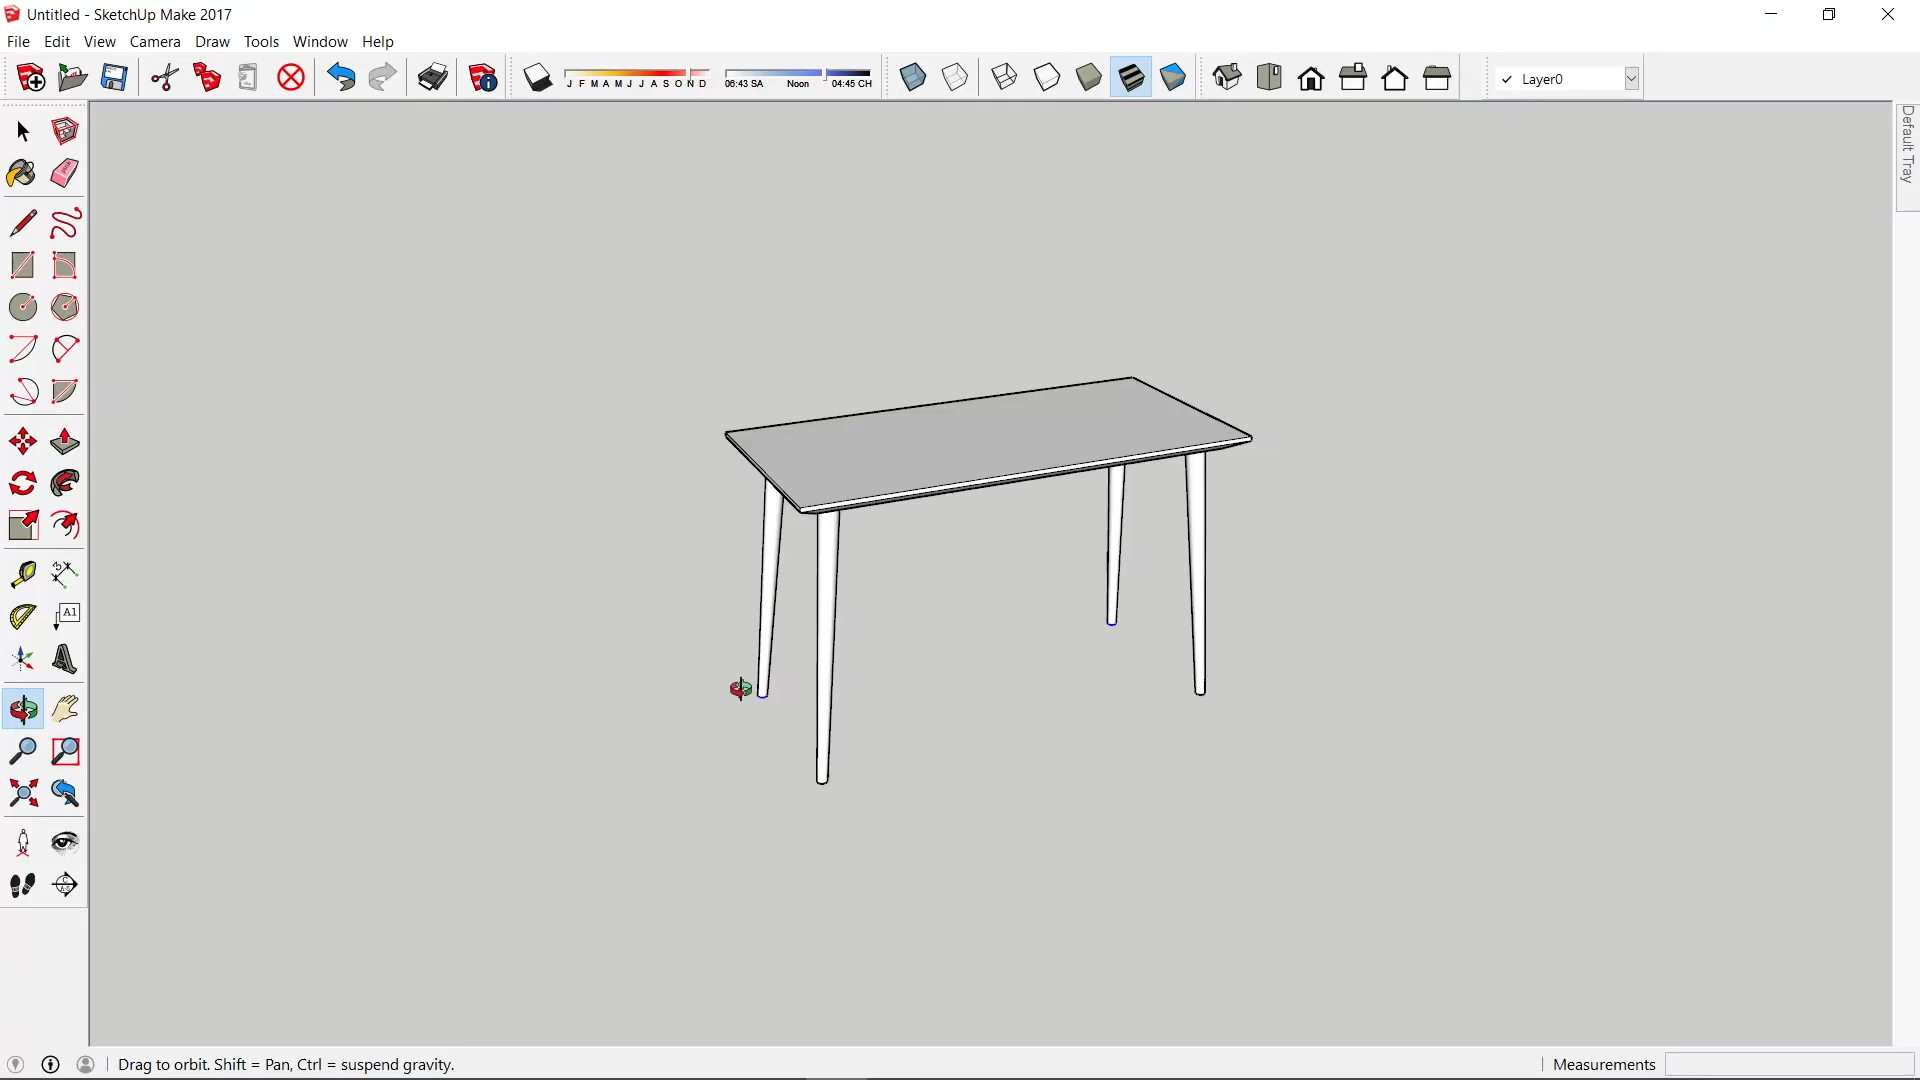 Untitled - SketchUp Make 2017
File Edit View Camera Draw Tools Window Help
J F M A M J J A S O N D
06:43 SA Noon 04:45 CH
Layer0
Default Tray
A1
Drag to orbit. Shift = Pan, Ctrl = suspend gravity.
Measurements